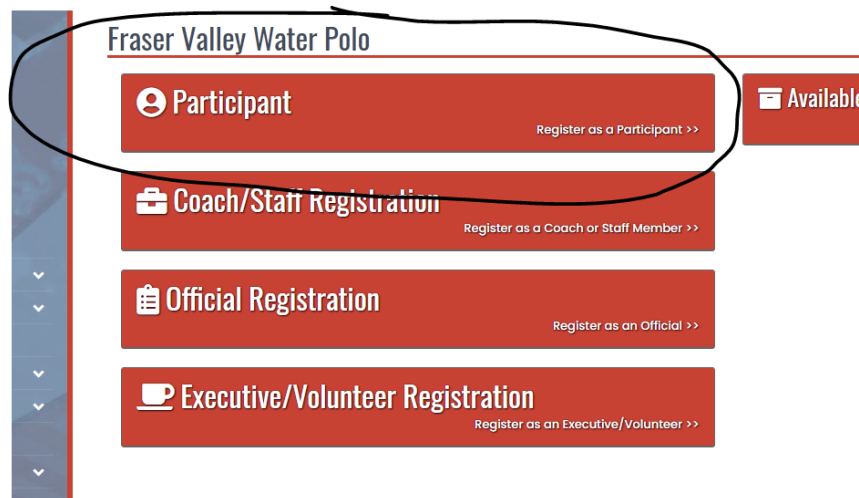 Fraser Valley Water Polo
Participant
Register as a Participant >>
Available
Coach/Staff Registration
Register as a Coach or Staff Member >>
Official Registration
Register as an Official >>
Executive/Volunteer Registration
Register as an Executive/Volunteer >>